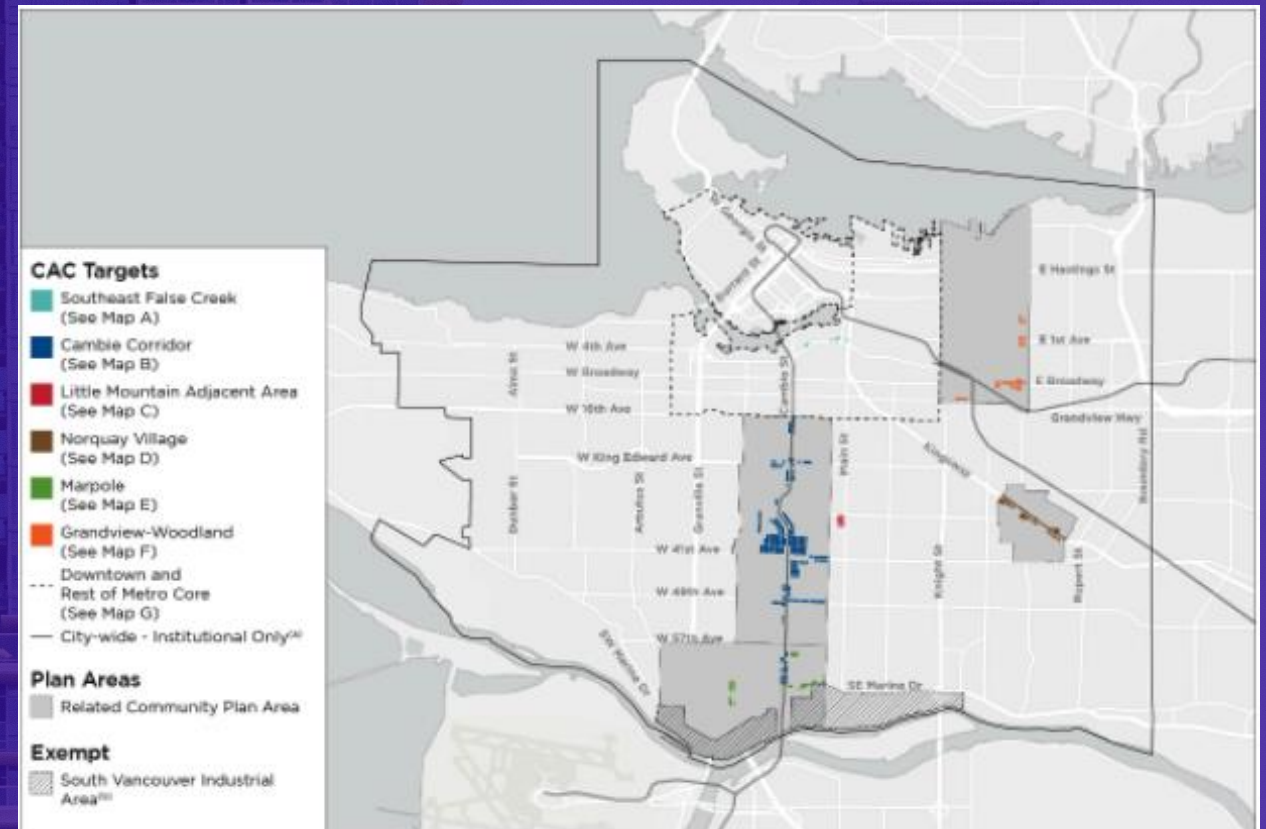 CAC Targets
Southeast False Creek
(See Map A)
Cambie Corridor
(See Map B)
Little Mountain Adjacent Area
(See Map C)
Norquay Village
(See Map D)
Marpole
(See Map E)
Grandview-Woodland
(See Map F)
Downtown and
Rest of Metro Core
(See Map G)
City-wide - Institutional Only
Plan Areas
Related Community Plan Area
Exempt
South Vancouver Industrial
Area
W Georgia St
Burrard St
E Hastings St
W 4th Ave
E 1st Ave
W Broadway
E Broadway
Alma St
Cambie St
W 16th Ave
Grandview Hwy
W King Edward Ave
Main St
Kingsway
Boundary Rd
Dunbar St
Arbutus St
Granville St
W 41st Ave
Knight St
Rupert St
W 49th Ave
W 57th Ave
SW Marine Dr
SE Marine Dr